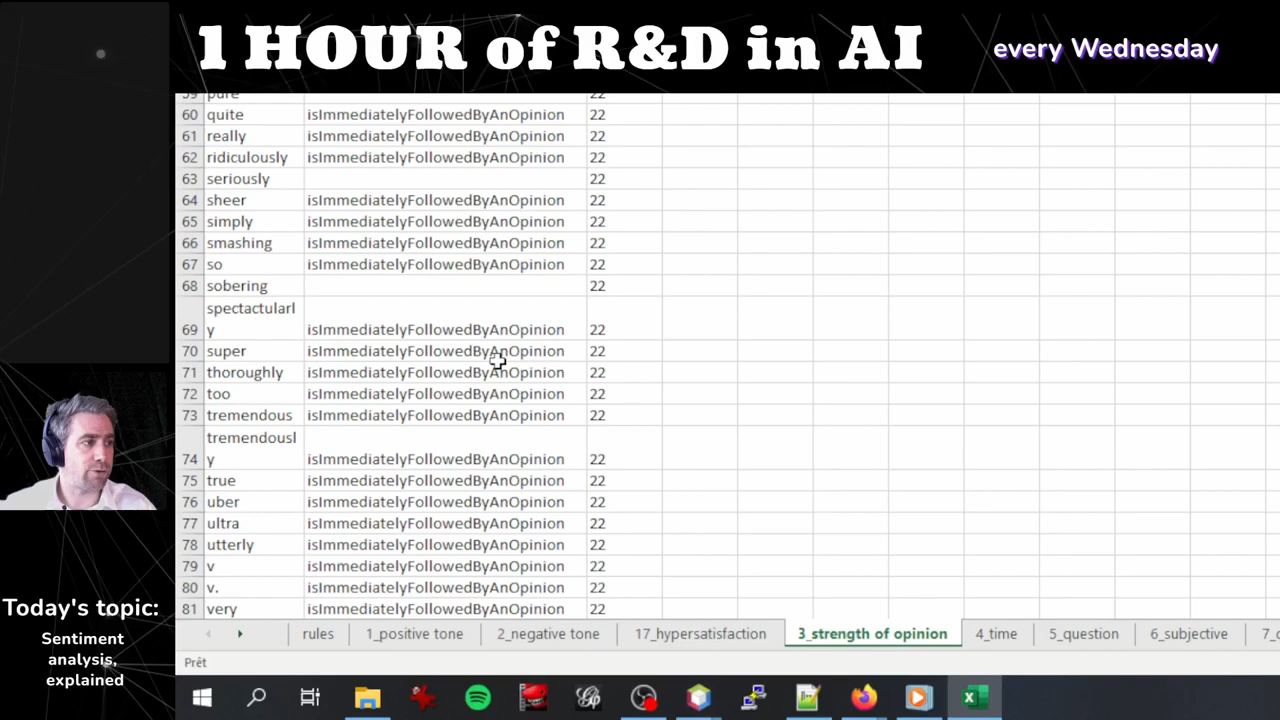 1 HOUR of R&D in AI
every Wednesday
59 pure 22
60 quite isImmediatelyFollowedByAnOpinion 22
61 really isImmediatelyFollowedByAnOpinion 22
62 ridiculously isImmediatelyFollowedByAnOpinion 22
63 seriously 22
64 sheer isImmediatelyFollowedByAnOpinion 22
65 simply isImmediatelyFollowedByAnOpinion 22
66 smashing isImmediatelyFollowedByAnOpinion 22
67 so isImmediatelyFollowedByAnOpinion 22
68 sobering 22
spectactularl
69 y isImmediatelyFollowedByAnOpinion 22
70 super isImmediatelyFollowedByAnOpinion 22
71 thoroughly isImmediatelyFollowedByAnOpinion 22
72 too isImmediatelyFollowedByAnOpinion 22
73 tremendous isImmediatelyFollowedByAnOpinion 22
tremendousl
74 y isImmediatelyFollowedByAnOpinion 22
75 true isImmediatelyFollowedByAnOpinion 22
76 uber isImmediatelyFollowedByAnOpinion 22
77 ultra isImmediatelyFollowedByAnOpinion 22
78 utterly isImmediatelyFollowedByAnOpinion 22
79 v isImmediatelyFollowedByAnOpinion 22
80 v. isImmediatelyFollowedByAnOpinion 22
81 very isImmediatelyFollowedByAnOpinion 22
rules 1_positive tone 2_negative tone 17_hypersatisfaction 3_strength of opinion 4_time 5_question 6_subjective
Prêt
Today's topic:
Sentiment
analysis,
explained